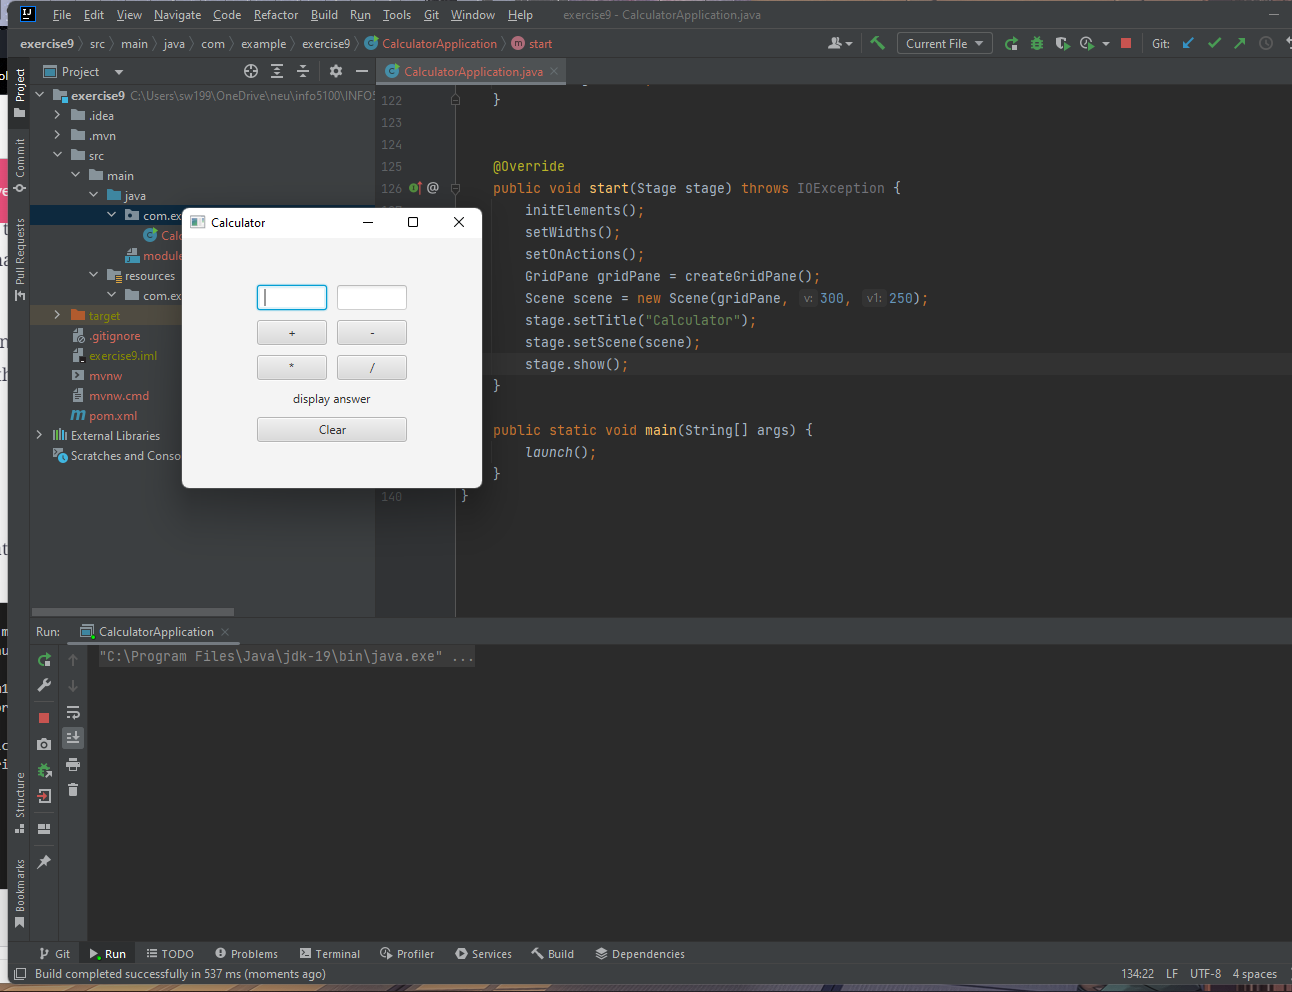 File Edit View Navigate Code Refactor Build Run Tools Git Window Help exercise9 - CalculatorApplication.java
exercise9 src main java com example exercise9 CalculatorApplication start Current File Git:
Project CalculatorApplication.java
exercise9 C:\Users\sw199\OneDrive\neu\info5100\INFO5
.idea
.mvn
src
main
java
com.ex
Calc
module
resources
com.ex
target
.gitignore
exercise9.iml
mvnw
mvnw.cmd
pom.xml
External Libraries
Scratches and Conso
Project
Commit
Pull Requests
Structure
Bookmarks
122 }
123
124
125 @Override
126 @ public void start(Stage stage) throws IOException {
initElements();
setWidths();
setOnActions();
GridPane gridPane = createGridPane();
Scene scene = new Scene(gridPane, v: 300, v1: 250);
stage.setTitle("Calculator");
stage.setScene(scene);
stage.show();
}
public static void main(String[] args) {
launch();
}
140 }
Calculator
+ -
* /
display answer
Clear
Run: CalculatorApplication
"C:\Program Files\Java\jdk-19\bin\java.exe" ...
Git Run TODO Problems Terminal Profiler Services Build Dependencies
Build completed successfully in 537 ms (moments ago) 134:22 LF UTF-8 4 spaces